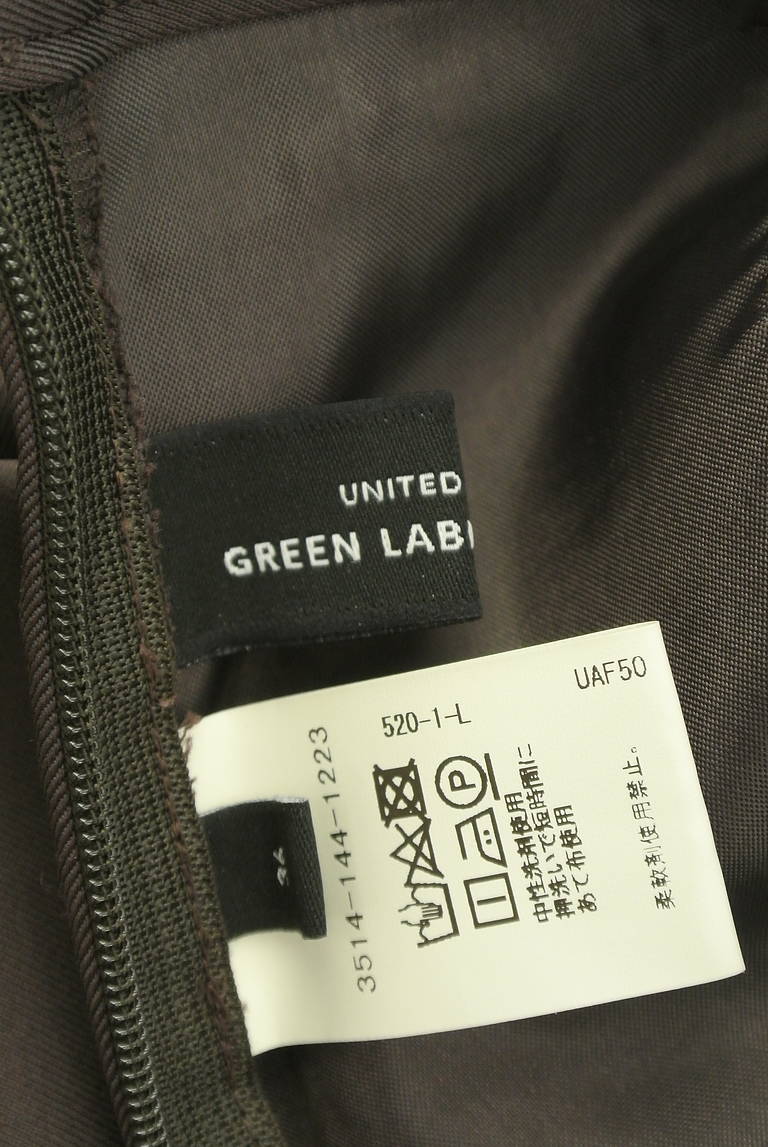 UNITED
GREEN LAB
UAF50
520-1-L
34
3514-144-1223
P
中性洗剤使用
押洗いで短時間に
あて布使用
柔軟剤使用禁止。